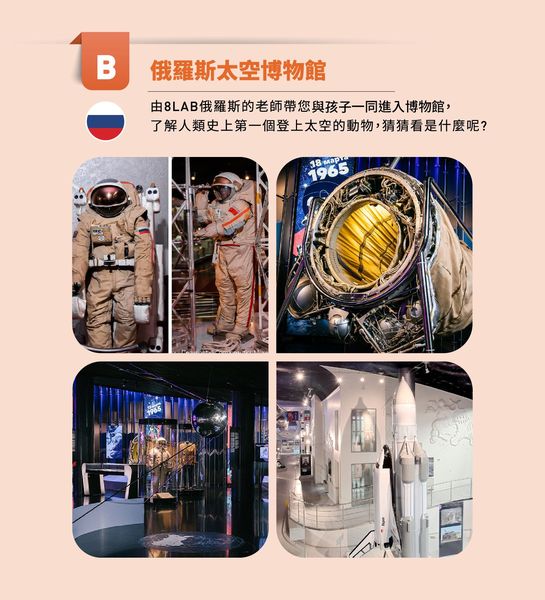 B
俄羅斯太空博物館
由8LAB俄羅斯的老師帶您與孩子一同進入博物館，
了解人類史上第一個登上太空的動物，猜猜看是什麼呢？
18 марта
1965
1965